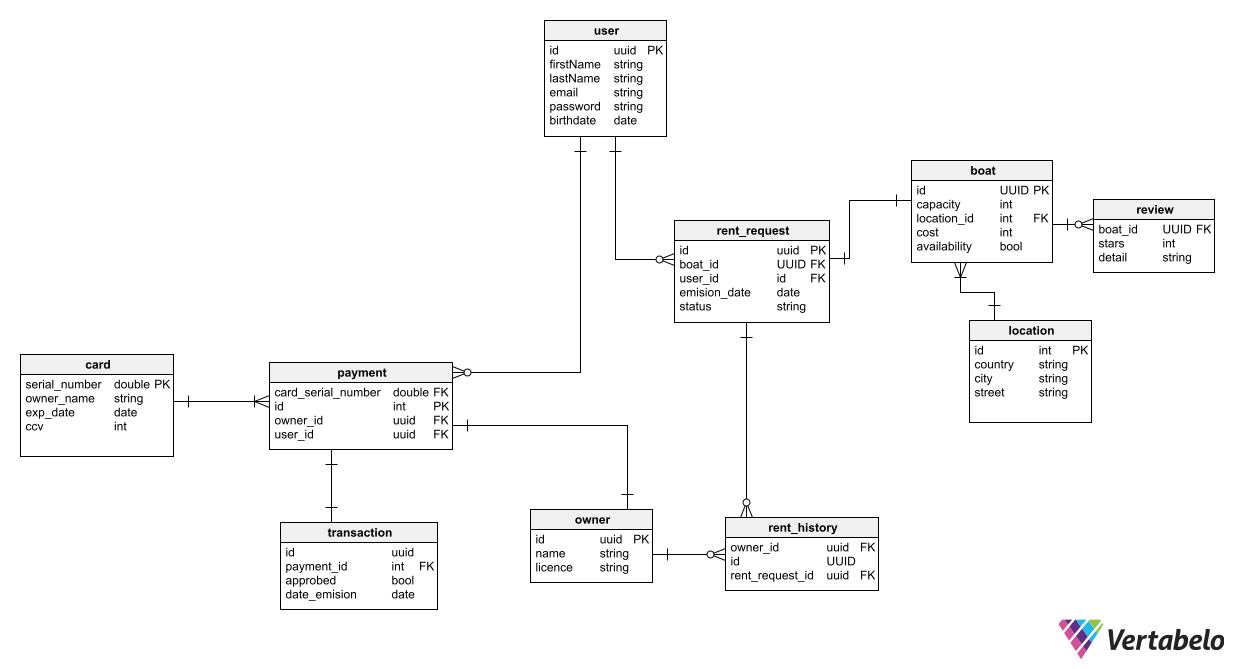 user
id uuid PK
firstName string
lastName string
email string
password string
birthdate date
boat
id UUID PK
capacity int
location_id int FK
cost int
availability bool
review
boat_id UUID FK
stars int
detail string
rent_request
id uuid PK
boat_id UUID FK
user_id id FK
emision_date date
status string
location
id int PK
country string
city string
street string
card
serial_number double PK
owner_name string
exp_date date
ccv int
payment
card_serial_number double FK
id int PK
owner_id uuid FK
user_id uuid FK
transaction
id uuid
payment_id int FK
approbed bool
date_emision date
owner
id uuid PK
name string
licence string
rent_history
owner_id uuid FK
id UUID
rent_request_id uuid FK
Vertabelo